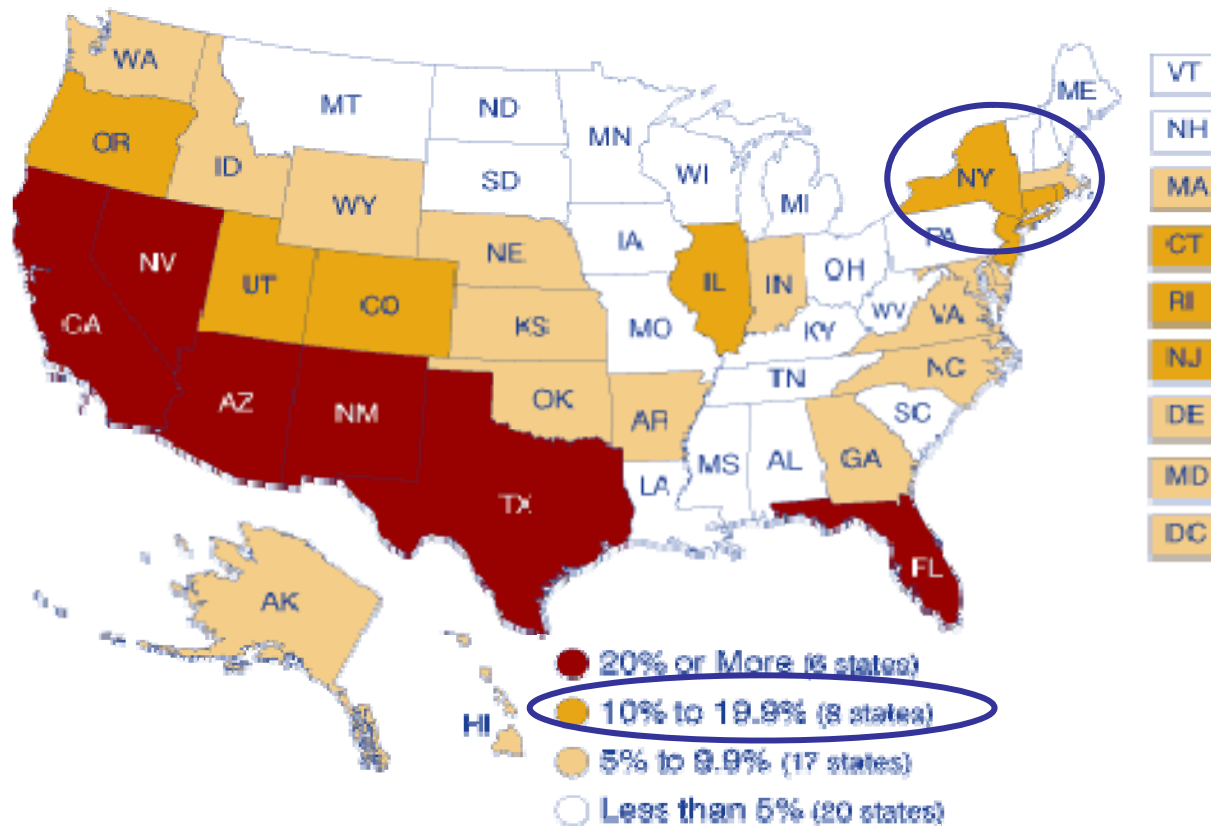 WA
MT
ND
MN
ME
VT
OR
ID
SD
WI
MI
NY
NH
WY
MA
NV
UT
CO
NE
IA
IL
IN
OH
PA
CT
CA
KS
MO
KY
WV
VA
RI
AZ
NM
OK
AR
TN
NC
NJ
TX
LA
MS
AL
GA
SC
DE
FL
MD
DC
AK
HI
20% or More (6 states)
10% to 19.9% (8 states)
5% to 9.9% (17 states)
Less than 5% (20 states)